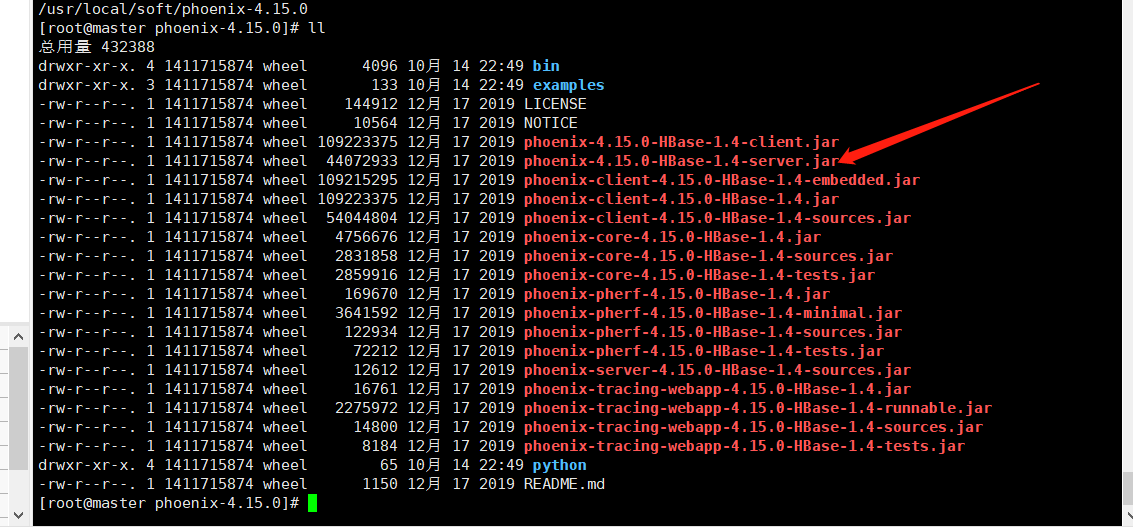 /usr/local/soft/phoenix-4.15.0
[root@master phoenix-4.15.0]# ll
总用量 432388
drwxr-xr-x. 4 1411715874 wheel      4096 10月 14 22:49 bin
drwxr-xr-x. 3 1411715874 wheel       133 10月 14 22:49 examples
-rw-r--r--. 1 1411715874 wheel    144912 12月 17 2019 LICENSE
-rw-r--r--. 1 1411715874 wheel     10564 12月 17 2019 NOTICE
-rw-r--r--. 1 1411715874 wheel 109223375 12月 17 2019 phoenix-4.15.0-HBase-1.4-client.jar
-rw-r--r--. 1 1411715874 wheel  44072933 12月 17 2019 phoenix-4.15.0-HBase-1.4-server.jar
-rw-r--r--. 1 1411715874 wheel 109215295 12月 17 2019 phoenix-client-4.15.0-HBase-1.4-embedded.jar
-rw-r--r--. 1 1411715874 wheel 109223375 12月 17 2019 phoenix-client-4.15.0-HBase-1.4.jar
-rw-r--r--. 1 1411715874 wheel  54044804 12月 17 2019 phoenix-client-4.15.0-HBase-1.4-sources.jar
-rw-r--r--. 1 1411715874 wheel   4756676 12月 17 2019 phoenix-core-4.15.0-HBase-1.4.jar
-rw-r--r--. 1 1411715874 wheel   2831858 12月 17 2019 phoenix-core-4.15.0-HBase-1.4-sources.jar
-rw-r--r--. 1 1411715874 wheel   2859916 12月 17 2019 phoenix-core-4.15.0-HBase-1.4-tests.jar
-rw-r--r--. 1 1411715874 wheel    169670 12月 17 2019 phoenix-pherf-4.15.0-HBase-1.4.jar
-rw-r--r--. 1 1411715874 wheel   3641592 12月 17 2019 phoenix-pherf-4.15.0-HBase-1.4-minimal.jar
-rw-r--r--. 1 1411715874 wheel    122934 12月 17 2019 phoenix-pherf-4.15.0-HBase-1.4-sources.jar
-rw-r--r--. 1 1411715874 wheel     72212 12月 17 2019 phoenix-pherf-4.15.0-HBase-1.4-tests.jar
-rw-r--r--. 1 1411715874 wheel     12612 12月 17 2019 phoenix-server-4.15.0-HBase-1.4-sources.jar
-rw-r--r--. 1 1411715874 wheel     16761 12月 17 2019 phoenix-tracing-webapp-4.15.0-HBase-1.4.jar
-rw-r--r--. 1 1411715874 wheel   2275972 12月 17 2019 phoenix-tracing-webapp-4.15.0-HBase-1.4-runnable.jar
-rw-r--r--. 1 1411715874 wheel     14800 12月 17 2019 phoenix-tracing-webapp-4.15.0-HBase-1.4-sources.jar
-rw-r--r--. 1 1411715874 wheel      8184 12月 17 2019 phoenix-tracing-webapp-4.15.0-HBase-1.4-tests.jar
drwxr-xr-x. 4 1411715874 wheel        65 10月 14 22:49 python
-rw-r--r--. 1 1411715874 wheel      1150 12月 17 2019 README.md
[root@master phoenix-4.15.0]#